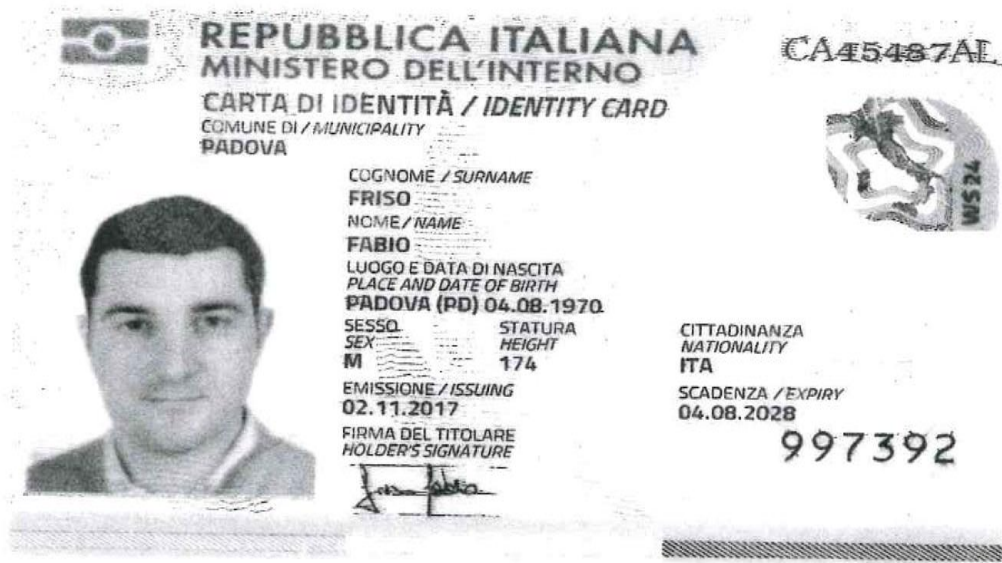 REPUBBLICA ITALIANA
MINISTERO DELL'INTERNO
CA45487AL
CARTA DI IDENTITÀ / IDENTITY CARD
COMUNE DI / MUNICIPALITY
PADOVA
COGNOME / SURNAME
FRISO
NOME / NAME
FABIO
LUOGO E DATA DI NASCITA
PLACE AND DATE OF BIRTH
PADOVA (PD) 04.08.1970
SESSO STATURA
SEX HEIGHT
M 174
CITTADINANZA
NATIONALITY
ITA
EMISSIONE / ISSUING
02.11.2017
SCADENZA / EXPIRY
04.08.2028
FIRMA DEL TITOLARE
HOLDER'S SIGNATURE
997392
WS24